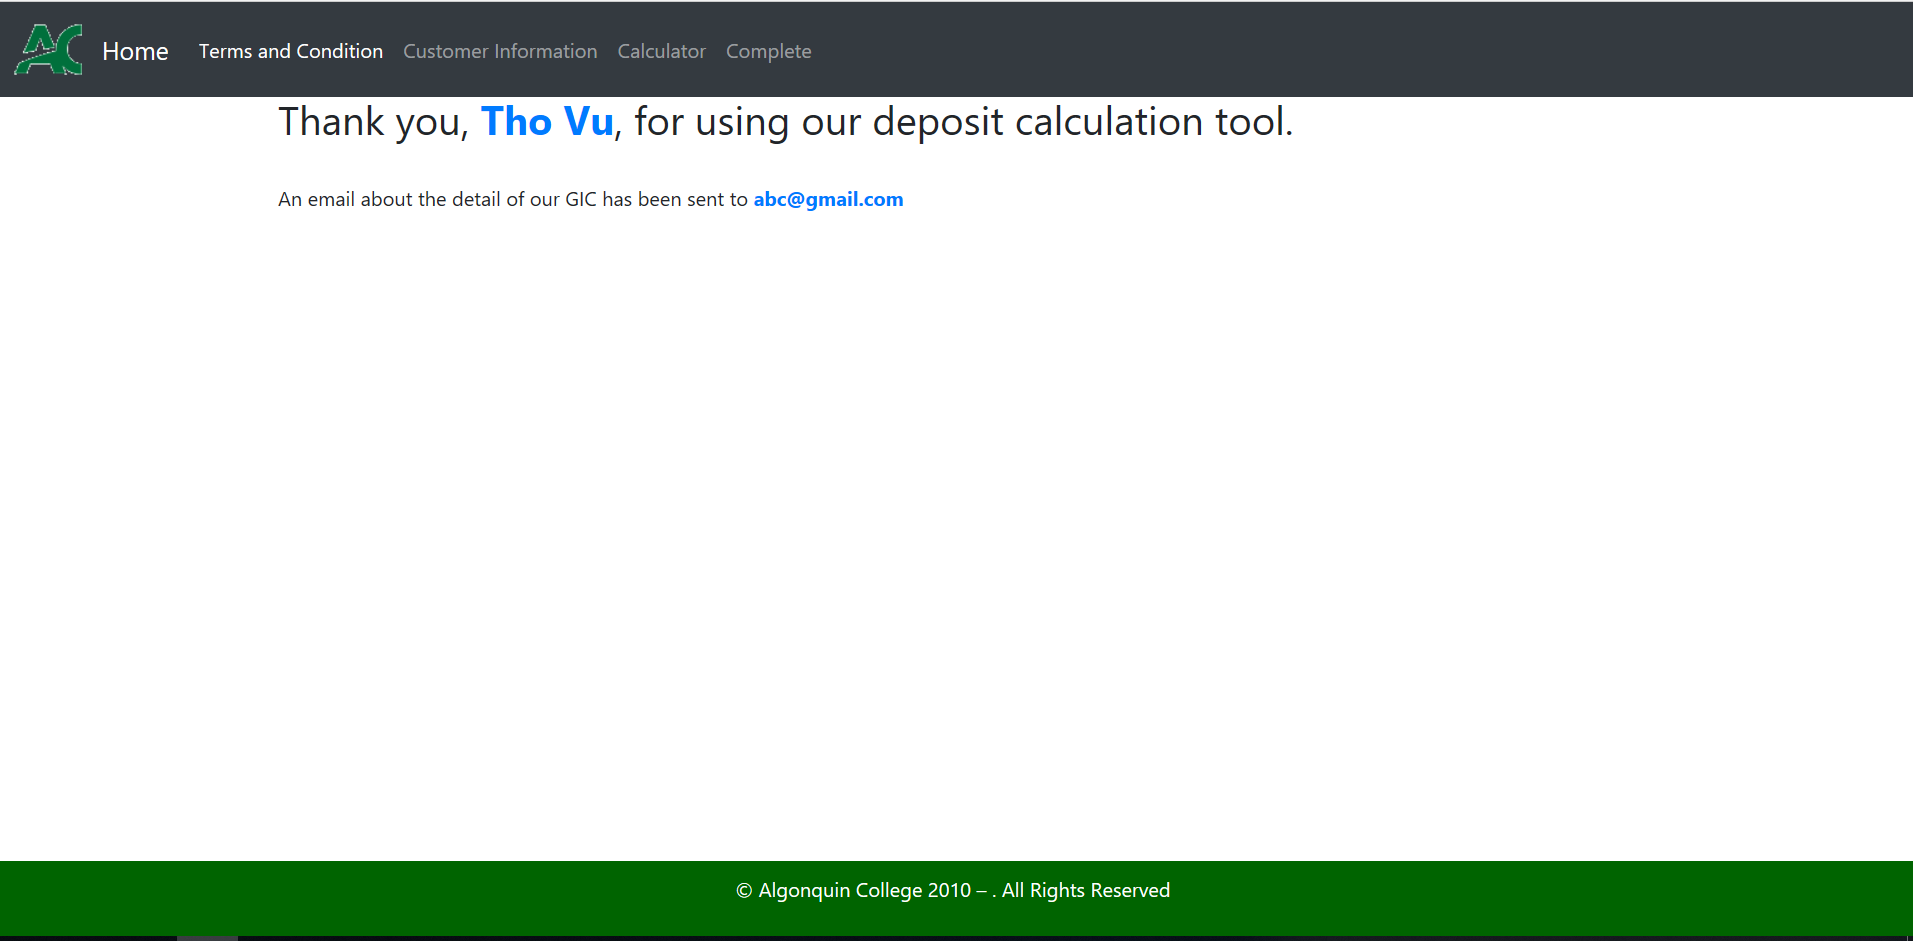 AC Home Terms and Condition Customer Information Calculator Complete
Thank you, Tho Vu, for using our deposit calculation tool.
An email about the detail of our GIC has been sent to abc@gmail.com
© Algonquin College 2010 – . All Rights Reserved